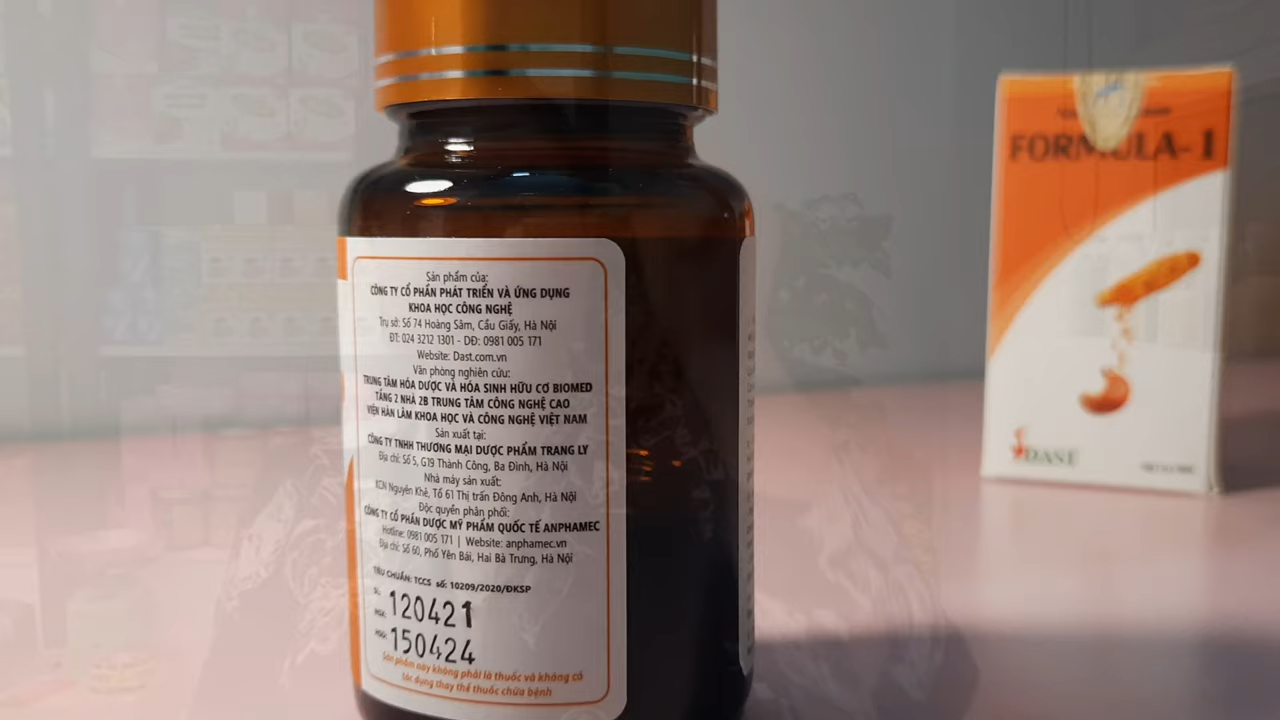 Sản phẩm của:
CÔNG TY CỔ PHẦN PHÁT TRIỂN VÀ ỨNG DỤNG
KHOA HỌC CÔNG NGHỆ
Trụ sở: Số 74 Hoàng Sâm, Cầu Giấy, Hà Nội
ĐT: 024 3212 1301 - DĐ: 0981 005 171
Website: Dast.com.vn
Văn phòng nghiên cứu:
TRUNG TÂM HÓA DƯỢC VÀ HÓA SINH HỮU CƠ BIOMED
TẦNG 2 NHÀ 2B TRUNG TÂM CÔNG NGHỆ CAO
VIỆN HÀN LÂM KHOA HỌC VÀ CÔNG NGHỆ VIỆT NAM
Sản xuất tại:
CÔNG TY TNHH THƯƠNG MẠI DƯỢC PHẨM TRANG LY
Địa chỉ: Số 5, G19 Thành Công, Ba Đình, Hà Nội
Nhà máy sản xuất:
KCN Nguyên Khê, Tổ 61 Thị trấn Đông Anh, Hà Nội
Độc quyền phân phối:
CÔNG TY CỔ PHẦN DƯỢC MỸ PHẨM QUỐC TẾ ANPHAMEC
Hotline: 0981 005 171 | Website: anphamec.vn
Địa chỉ: Số 60, Phố Yên Bái, Hai Bà Trưng, Hà Nội
TIÊU CHUẨN: TCCS số: 10209/2020/ĐKSP
120421
150424
Sản phẩm này không phải là thuốc và không có
tác dụng thay thế thuốc chữa bệnh
FORMULA-1
DAST